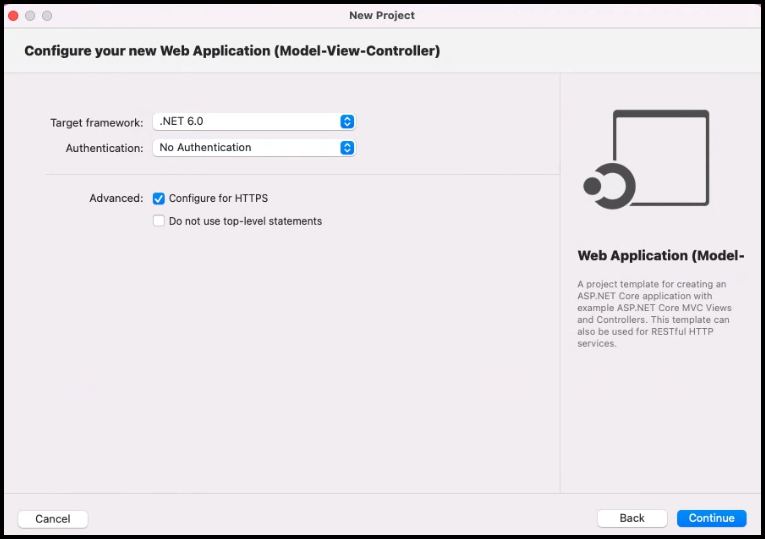 New Project
Configure your new Web Application (Model-View-Controller)
Target framework: .NET 6.0
Authentication: No Authentication
Advanced: Configure for HTTPS
Do not use top-level statements
Web Application (Model-
A project template for creating an
ASP.NET Core application with
example ASP.NET Core MVC Views
and Controllers. This template can
also be used for RESTful HTTP
services.
Cancel
Back
Continue